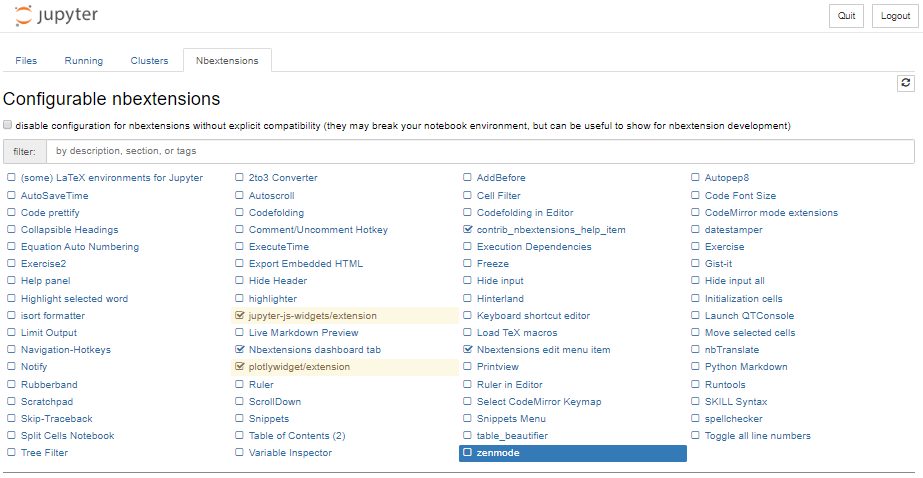 jupyter
Quit Logout
Files Running Clusters Nbextensions
Configurable nbextensions
disable configuration for nbextensions without explicit compatibility (they may break your notebook environment, but can be useful to show for nbextension development)
filter: by description, section, or tags
(some) LaTeX environments for Jupyter 2to3 Converter AddBefore Autopep8
AutoSaveTime Autoscroll Cell Filter Code Font Size
Code prettify Codefolding Codefolding in Editor CodeMirror mode extensions
Collapsible Headings Comment/Uncomment Hotkey contrib_nbextensions_help_item datestamper
Equation Auto Numbering ExecuteTime Execution Dependencies Exercise
Exercise2 Export Embedded HTML Freeze Gist-it
Help panel Hide Header Hide input Hide input all
Highlight selected word highlighter Hinterland Initialization cells
isort formatter jupyter-js-widgets/extension Keyboard shortcut editor Launch QTConsole
Limit Output Live Markdown Preview Load TeX macros Move selected cells
Navigation-Hotkeys Nbextensions dashboard tab Nbextensions edit menu item nbTranslate
Notify plotlywidget/extension Printview Python Markdown
Rubberband Ruler Ruler in Editor Runtools
Scratchpad ScrollDown Select CodeMirror Keymap SKILL Syntax
Skip-Traceback Snippets Snippets Menu spellchecker
Split Cells Notebook Table of Contents (2) table_beautifier Toggle all line numbers
Tree Filter Variable Inspector zenmode